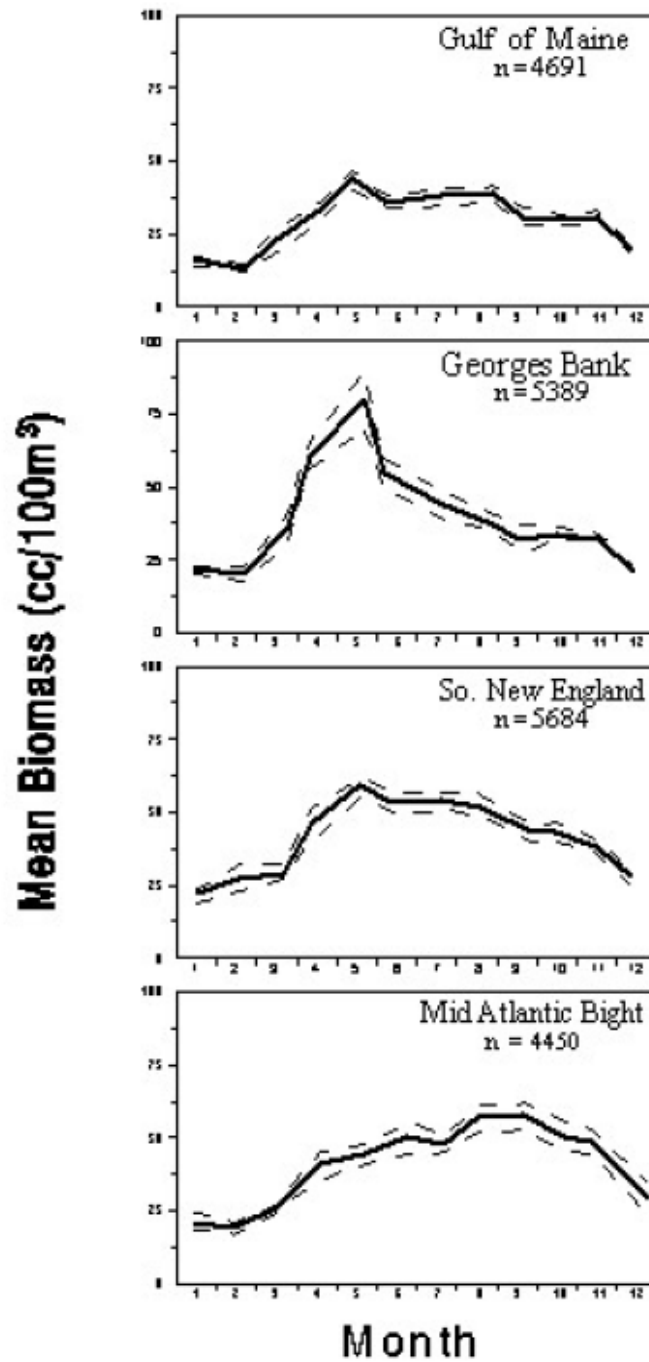 Gulf of Maine
n=4691
100
75
50
25
0
1 2 3 4 5 6 7 8 9 10 11 12
Georges Bank
n=5389
100
75
50
25
0
1 2 3 4 5 6 7 8 9 10 11 12
So. New England
n=5684
100
75
50
25
0
1 2 3 4 5 6 7 8 9 10 11 12
Mid Atlantic Bight
n = 4450
100
75
50
25
0
1 2 3 4 5 6 7 8 9 10 11 12
Mean Biomass (cc/100m³)
Month